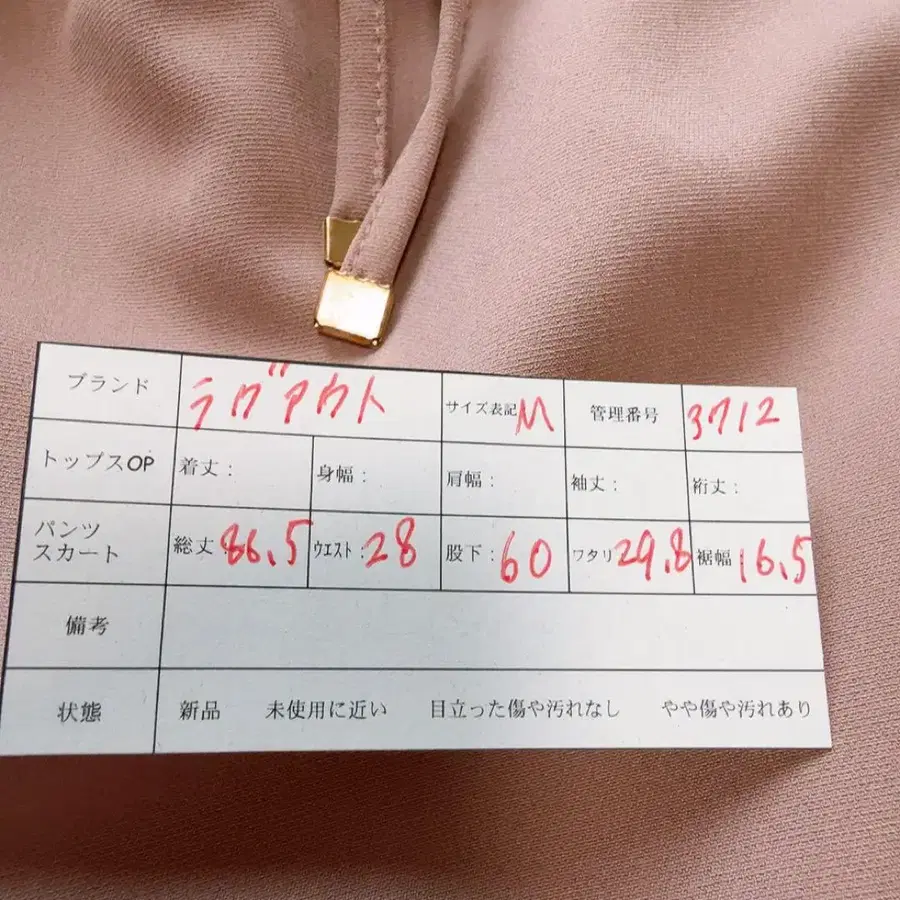 ブランド ラヴアウト サイズ表記 M 管理番号 3712
トップスOP 着丈: 身幅: 肩幅: 袖丈: 裄丈:
パンツ
スカート 総丈 86.5 ウエスト: 28 股下: 60 ワタリ 29.8 裾幅 16.5
備考
状態 新品 未使用に近い 目立った傷や汚れなし やや傷や汚れあり